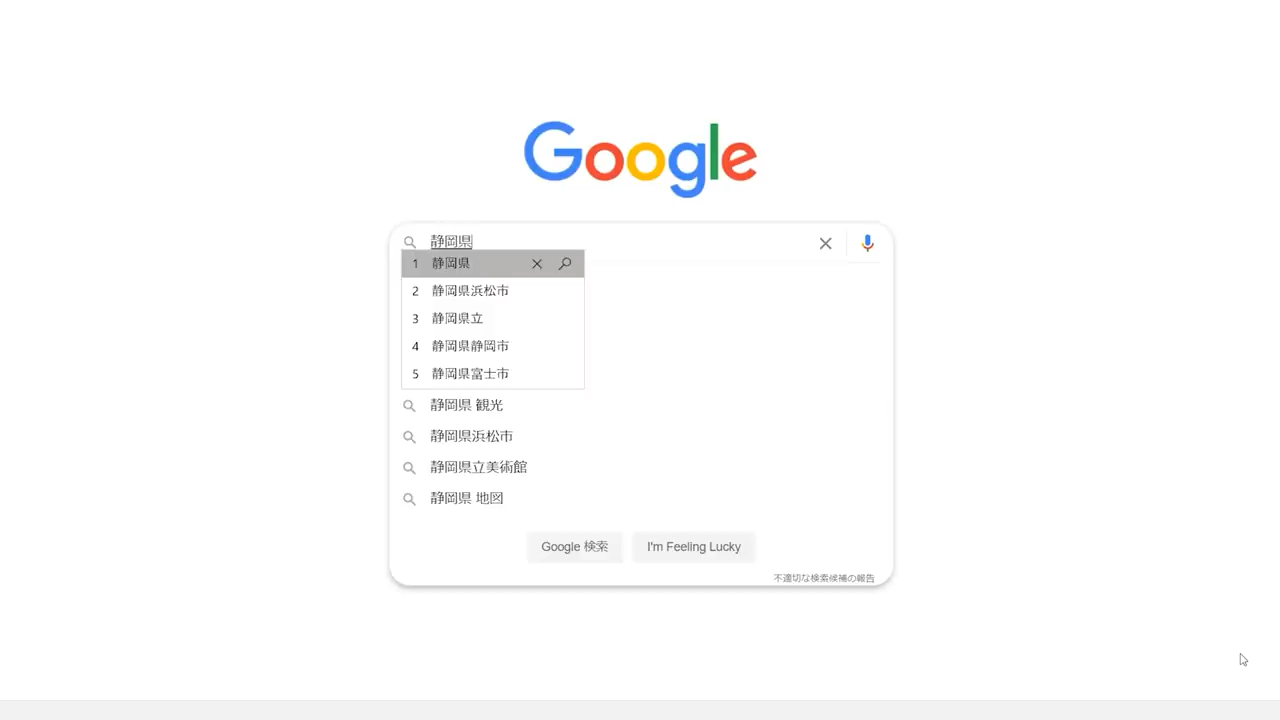 Google
静岡県
1 静岡県
2 静岡県浜松市
3 静岡県立
4 静岡県静岡市
5 静岡県富士市
静岡県 観光
静岡県浜松市
静岡県立美術館
静岡県 地図
Google 検索 I'm Feeling Lucky
不適切な検索候補の報告